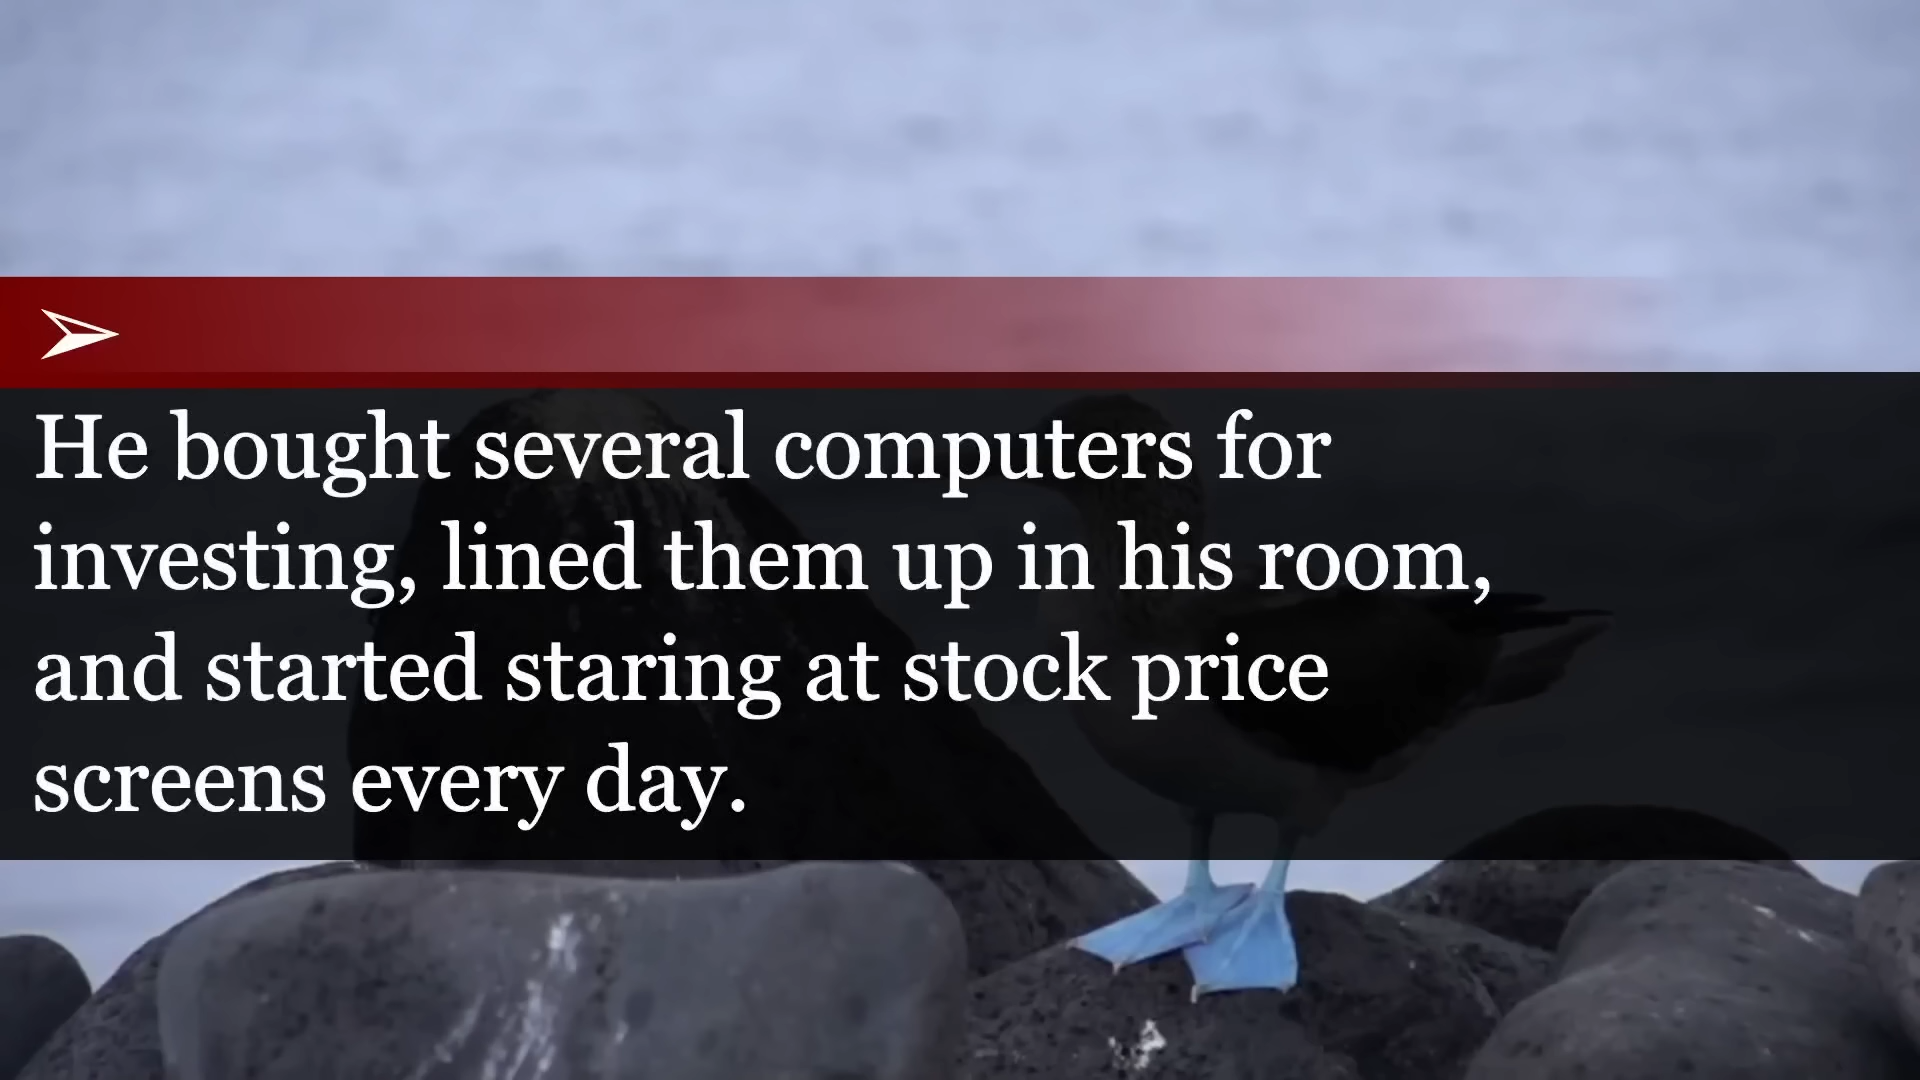 He bought several computers for
investing, lined them up in his room,
and started staring at stock price
screens every day.